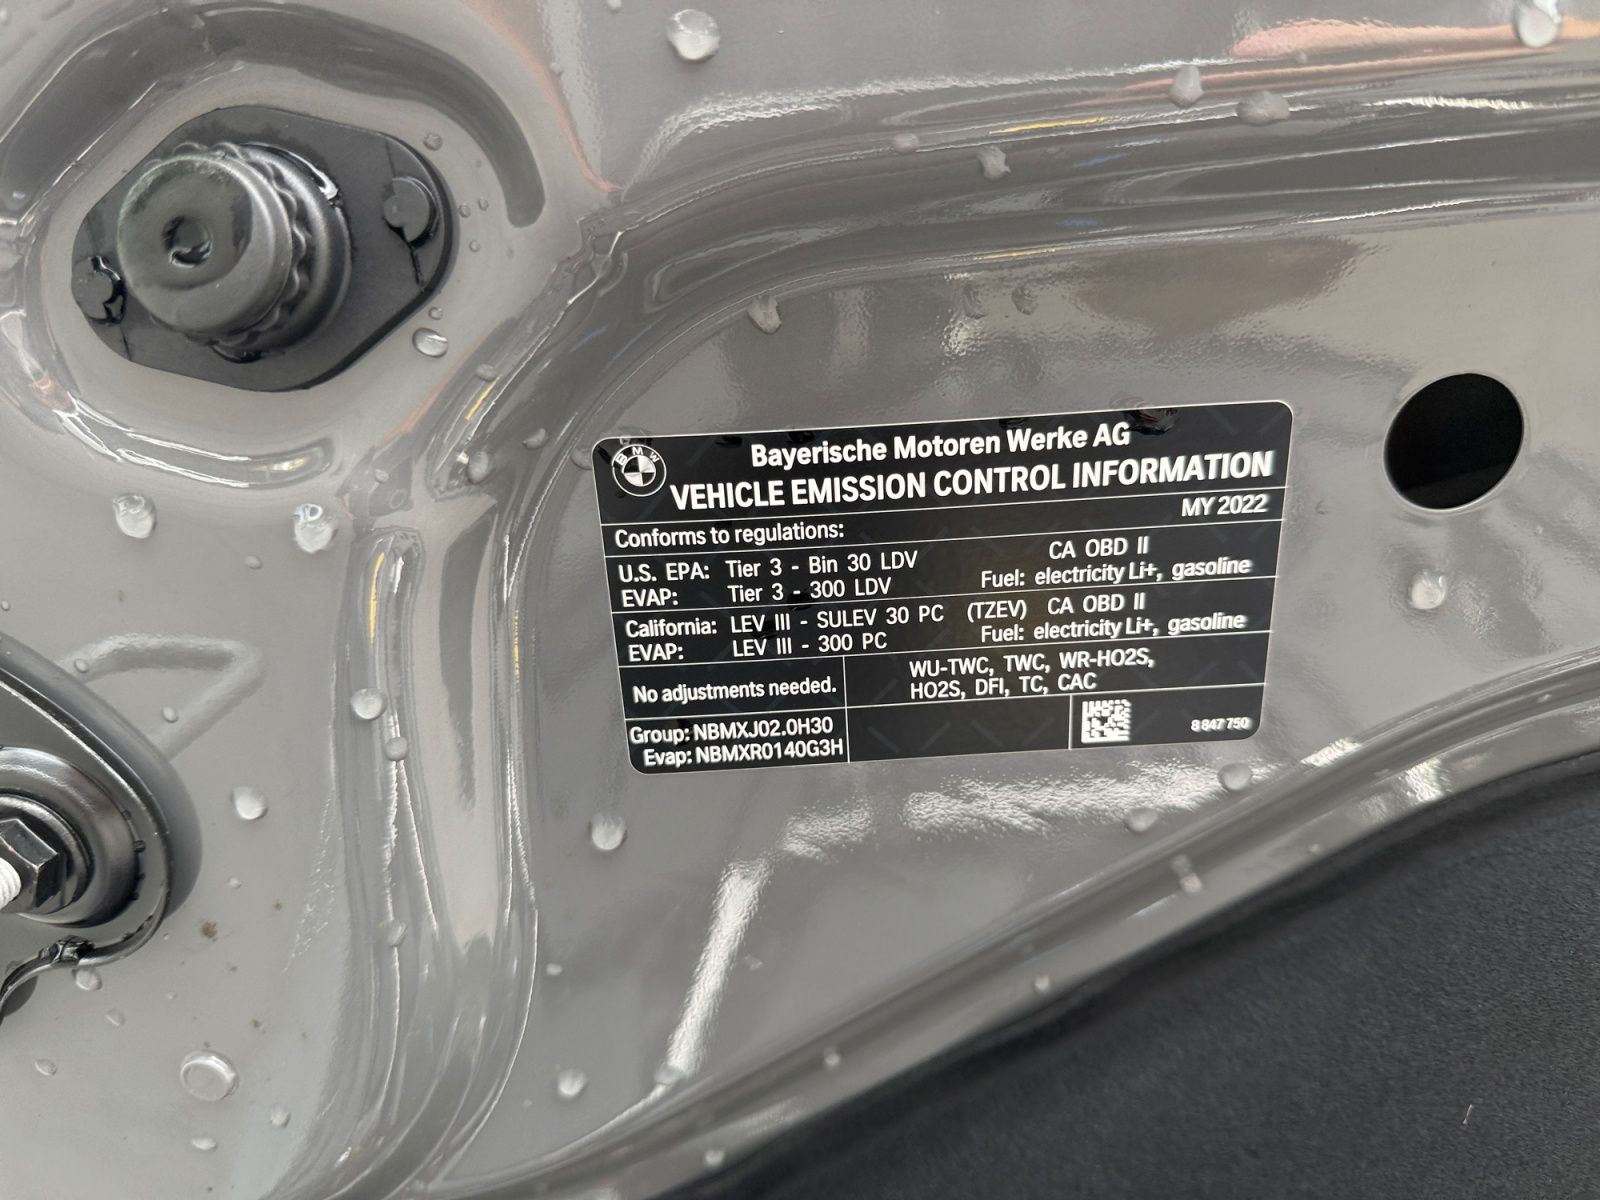 BMW
Bayerische Motoren Werke AG
VEHICLE EMISSION CONTROL INFORMATION
MY 2022
Conforms to regulations:
U.S. EPA: Tier 3 - Bin 30 LDV CA OBD II
EVAP: Tier 3 - 300 LDV Fuel: electricity Li+, gasoline
California: LEV III - SULEV 30 PC (TZEV) CA OBD II
EVAP: LEV III - 300 PC Fuel: electricity Li+, gasoline
No adjustments needed.
WU-TWC, TWC, WR-HO2S,
HO2S, DFI, TC, CAC
Group: NBMXJ02.0H30
Evap: NBMXR0140G3H
8 847 750